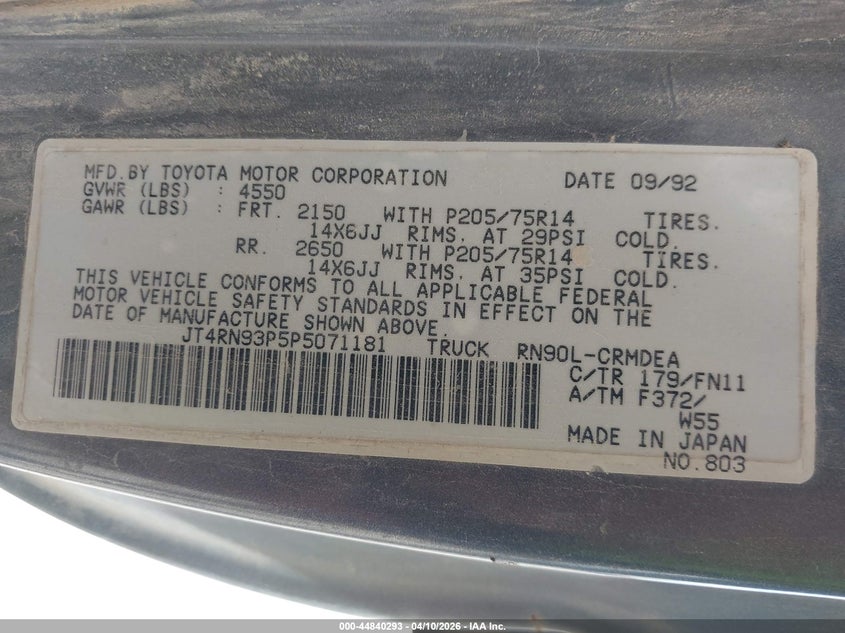 MFD.BY TOYOTA MOTOR CORPORATION DATE 09/92
GVWR (LBS) : 4550
GAWR (LBS) : FRT. 2150 WITH P205/75R14 TIRES.
14X6JJ RIMS. AT 29PSI COLD.
RR. 2650 WITH P205/75R14 TIRES.
14X6JJ RIMS. AT 35PSI COLD.
THIS VEHICLE CONFORMS TO ALL APPLICABLE FEDERAL
MOTOR VEHICLE SAFETY STANDARDS IN EFFECT ON THE
DATE OF MANUFACTURE SHOWN ABOVE.
JT4RN93P5P5071181 TRUCK RN90L-CRMDEA
C/TR 179/FN11
A/TM F372/
W55
MADE IN JAPAN
NO.803
000-44840293 - 04/10/2026 - IAA Inc.